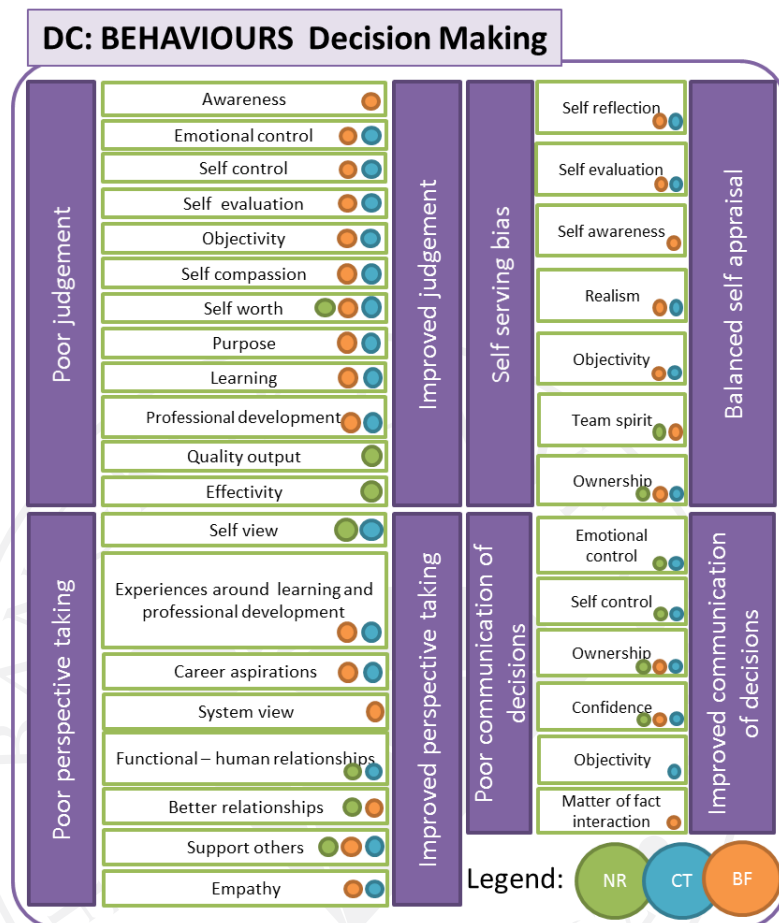 DC: BEHAVIOURS Decision Making
Poor judgement
Awareness
Emotional control
Self control
Self evaluation
Objectivity
Self compassion
Self worth
Purpose
Learning
Professional development
Quality output
Effectivity
Improved judgement
Self serving bias
Self reflection
Self evaluation
Self awareness
Realism
Objectivity
Team spirit
Ownership
Balanced self appraisal
Poor perspective taking
Self view
Experiences around learning and
professional development
Career aspirations
System view
Functional – human relationships
Better relationships
Support others
Empathy
Improved perspective taking
Poor communication of
decisions
Emotional
control
Self control
Ownership
Confidence
Objectivity
Matter of fact
interaction
Improved communication
of decisions
Legend: NR CT BF